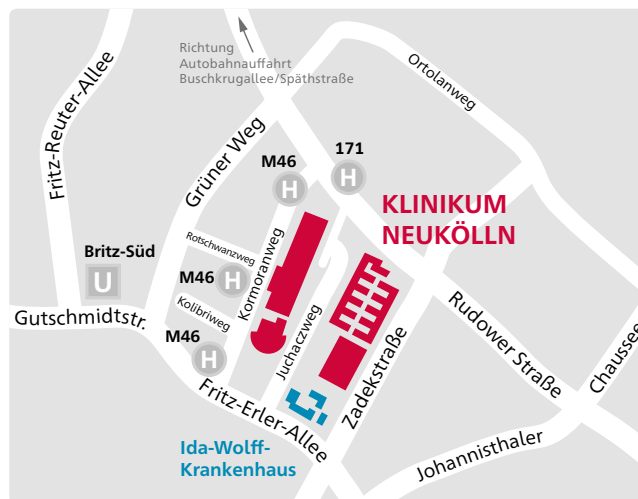 Richtung
Autobahnauffahrt
Buschkrugallee/Späthstraße
Fritz-Reuter-Allee
Ortolanweg
Grüner Weg
M46
H
171
H
KLINIKUM
NEUKÖLLN
Britz-Süd
U
Rotschwanzweg
M46
H
Kormoranweg
Kolibriweg
Gutschmidtstr.
M46
H
Juchaczweg
Rudower Straße
Zadekstraße
Chaussee
Fritz-Erler-Allee
Ida-Wolff-
Krankenhaus
Johannisthaler